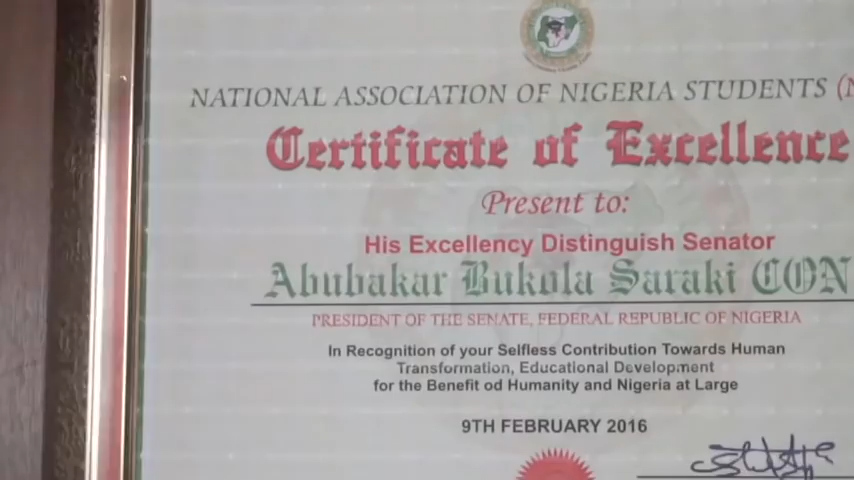 NATIONAL ASSOCIATION OF NIGERIA STUDENTS (N
Certificate of Excellence
Present to:
His Excellency Distinguish Senator
Abubakar Bukola Saraki CON
PRESIDENT OF THE SENATE, FEDERAL REPUBLIC OF NIGERIA
In Recognition of your Selfless Contribution Towards Human
Transformation, Educational Development
for the Benefit od Humanity and Nigeria at Large
9TH FEBRUARY 2016